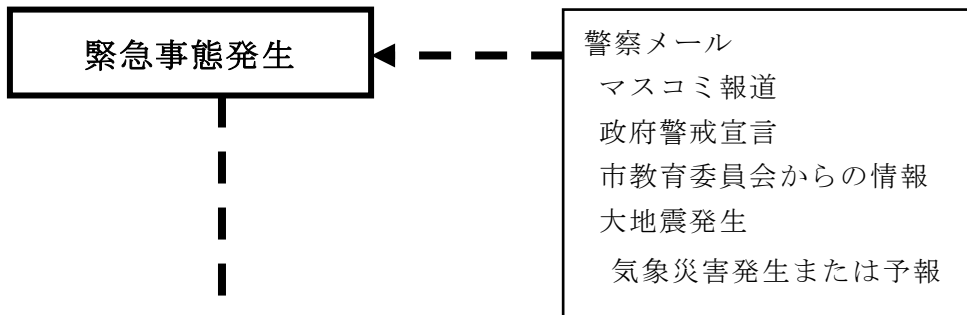 緊急事態発生
警察メール
マスコミ報道
政府警戒宣言
市教育委員会からの情報
大地震発生
気象災害発生または予報